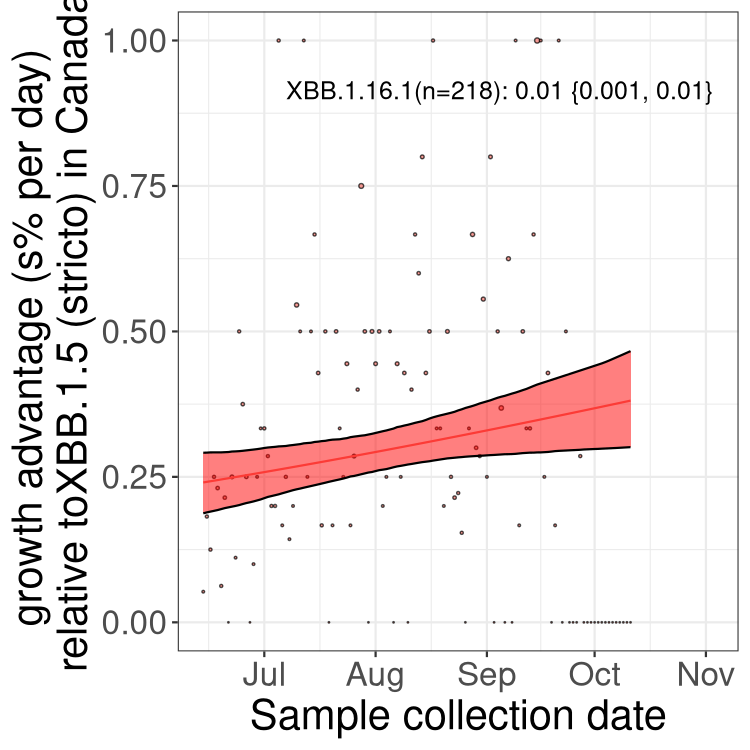 growth advantage (s% per day)
relative toXBB.1.5 (stricto) in Canada
1.00
XBB.1.16.1(n=218): 0.01 {0.001, 0.01}
0.75
0.50
0.25
0.00
Jul Aug Sep Oct Nov
Sample collection date